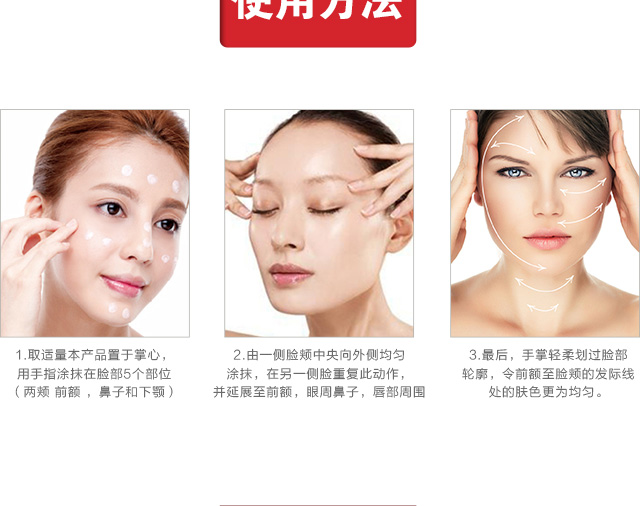 使用方法
1.取适量本产品置于掌心，
用手指涂抹在脸部5个部位
（两颊 前额 ，鼻子和下颚）
2.由一侧脸颊中央向外侧均匀
涂抹，在另一侧脸重复此动作，
并延展至前额，眼周鼻子，唇部周围
3.最后，手掌轻柔划过脸部
轮廓，令前额至脸颊的发际线
处的肤色更为均匀。